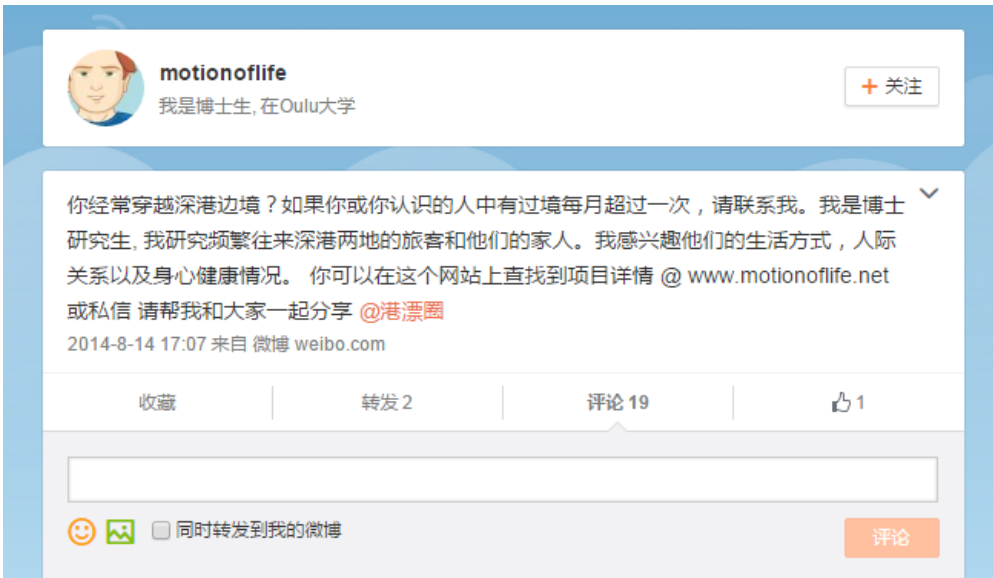 motionoflife
我是博士生, 在Oulu大学
+ 关注
你经常穿越深港边境？如果你或你认识的人中有过境每月超过一次，请联系我。我是博士
研究生, 我研究频繁往来深港两地的旅客和他们的家人。我感兴趣他们的生活方式，人际
关系以及身心健康情况。 你可以在这个网站上查找到项目详情 @ www.motionoflife.net
或私信 请帮我和大家一起分享 @港漂圈
2014-8-14 17:07 来自 微博 weibo.com
收藏 转发 2 评论 19 1
同时转发到我的微博 评论